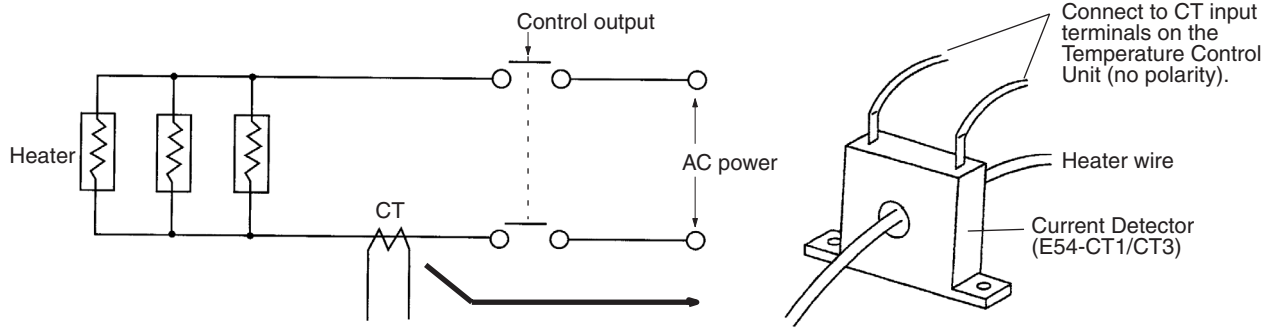 Control output
Heater
CT
AC power
Connect to CT input
terminals on the
Temperature Control
Unit (no polarity).
Heater wire
Current Detector
(E54-CT1/CT3)